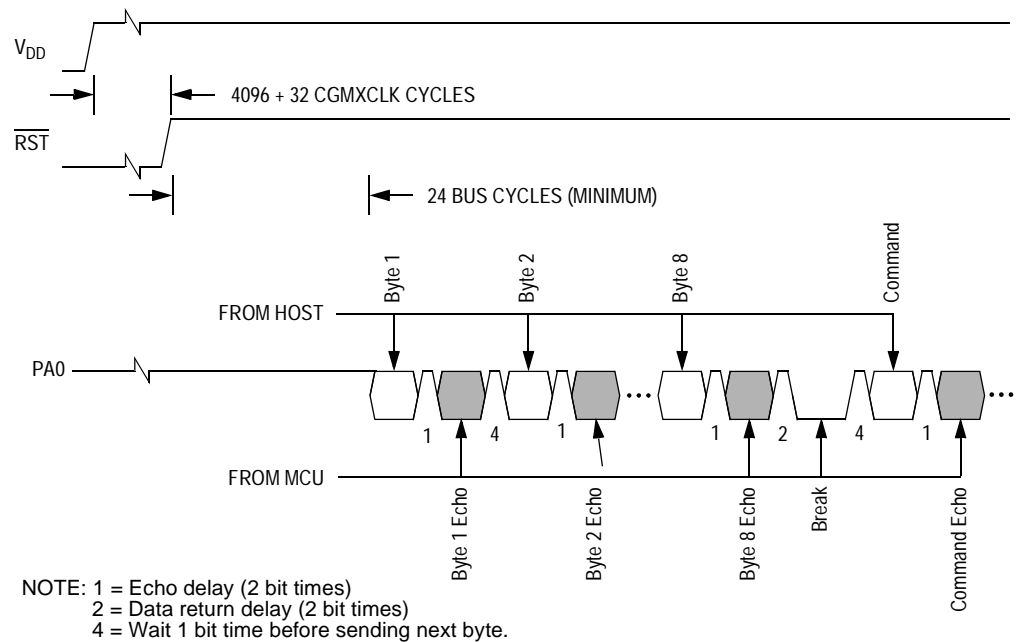 VDD
4096 + 32 CGMXCLK CYCLES
RST
24 BUS CYCLES (MINIMUM)
Byte 1
Byte 2
Byte 8
Command
FROM HOST
PA0
1
4
1
1
2
4
1
FROM MCU
Byte 1 Echo
Byte 2 Echo
Byte 8 Echo
Break
Command Echo
NOTE: 1 = Echo delay (2 bit times)
2 = Data return delay (2 bit times)
4 = Wait 1 bit time before sending next byte.